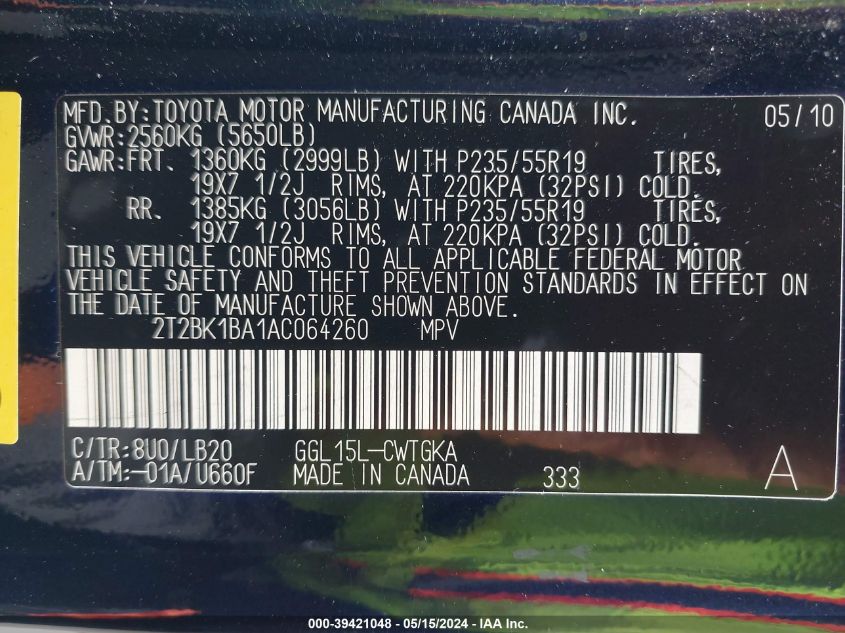 MFD. BY: TOYOTA MOTOR MANUFACTURING CANADA INC. 05/10
GVWR: 2560KG (5650LB)
GAWR: FRT. 1360KG (2999LB) WITH P235/55R19 TIRES,
19X7 1/2J RIMS, AT 220KPA (32PSI) COLD.
RR. 1385KG (3056LB) WITH P235/55R19 TIRES,
19X7 1/2J RIMS, AT 220KPA (32PSI) COLD.
THIS VEHICLE CONFORMS TO ALL APPLICABLE FEDERAL MOTOR
VEHICLE SAFETY AND THEFT PREVENTION STANDARDS IN EFFECT ON
THE DATE OF MANUFACTURE SHOWN ABOVE.
2T2BK1BA1AC064260 MPV
C/TR: 8U0/LB20 GGL15L-CWTGKA
A/TM: -01A/U660F MADE IN CANADA 333 A
000-39421048 - 05/15/2024 - IAA Inc.